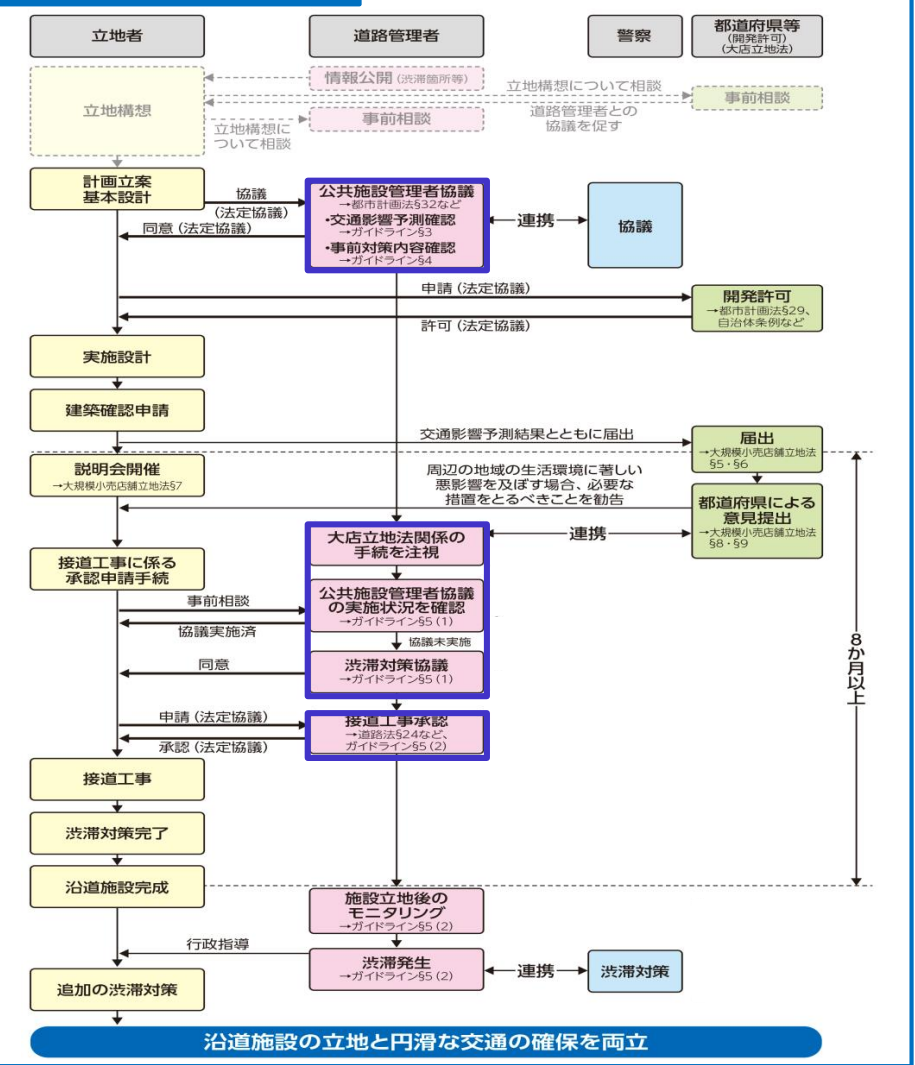 立地者
道路管理者
警察
都道府県等
(開発許可)
(大店立地法)
立地構想
情報公開(渋滞箇所等)
立地構想について相談
事前相談
道路管理者との
協議を促す
立地構想に
ついて相談
事前相談
計画立案
基本設計
協議
(法定協議)
同意(法定協議)
公共施設管理者協議
→都市計画法§32など
・交通影響予測確認
→ガイドライン§3
・事前対策内容確認
→ガイドライン§4
連携
協議
申請(法定協議)
許可(法定協議)
開発許可
→都市計画法§29、
自治体条例など
実施設計
建築確認申請
交通影響予測結果とともに届出
届出
→大規模小売店舗立地法
§5・§6
説明会開催
→大規模小売店舗立地法§7
周辺の地域の生活環境に著しい
悪影響を及ぼす場合、必要な
措置をとるべきことを勧告
都道府県による
意見提出
→大規模小売店舗立地法
§8・§9
大店立地法関係の
手続を注視
連携
接道工事に係る
承認申請手続
事前相談
協議実施済
公共施設管理者協議
の実施状況を確認
→ガイドライン§5(1)
協議未実施
同意
渋滞対策協議
→ガイドライン§5(1)
8か月以上
申請(法定協議)
承認(法定協議)
接道工事承認
→道路法§24など、
ガイドライン§5(2)
接道工事
渋滞対策完了
沿道施設完成
施設立地後の
モニタリング
→ガイドライン§5(2)
行政指導
渋滞発生
→ガイドライン§5(2)
連携
渋滞対策
追加の渋滞対策
沿道施設の立地と円滑な交通の確保を両立